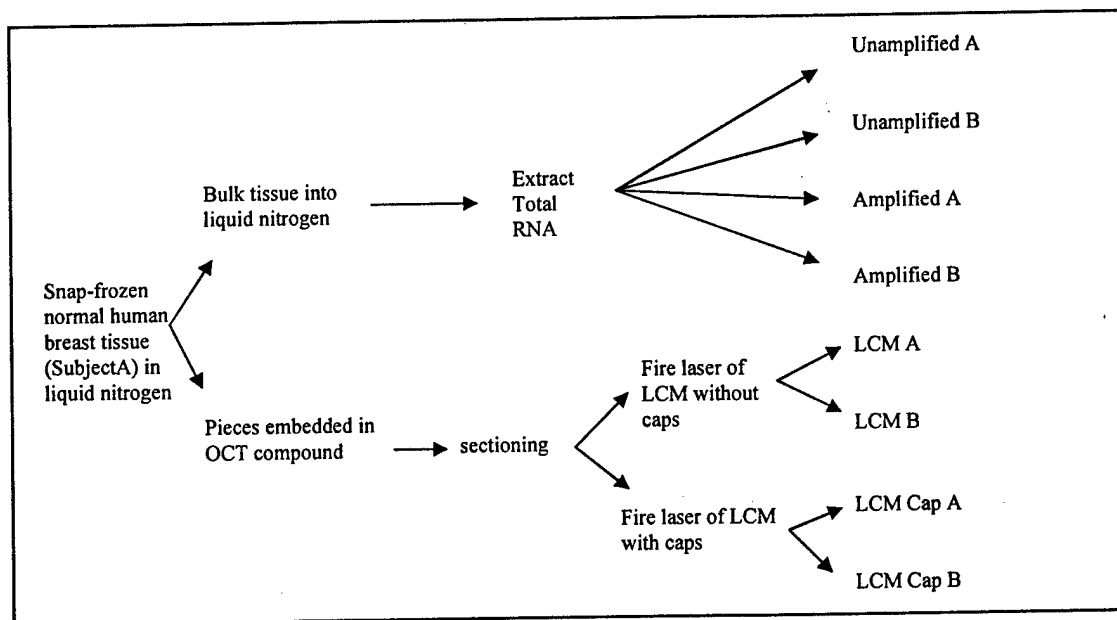 Unamplified A
Unamplified B
Bulk tissue into
liquid nitrogen
Extract
Total
RNA
Amplified A
Amplified B
Snap-frozen
normal human
breast tissue
(SubjectA) in
liquid nitrogen
Pieces embedded in
OCT compound
sectioning
Fire laser of
LCM without
caps
LCM A
LCM B
Fire laser of LCM
with caps
LCM Cap A
LCM Cap B